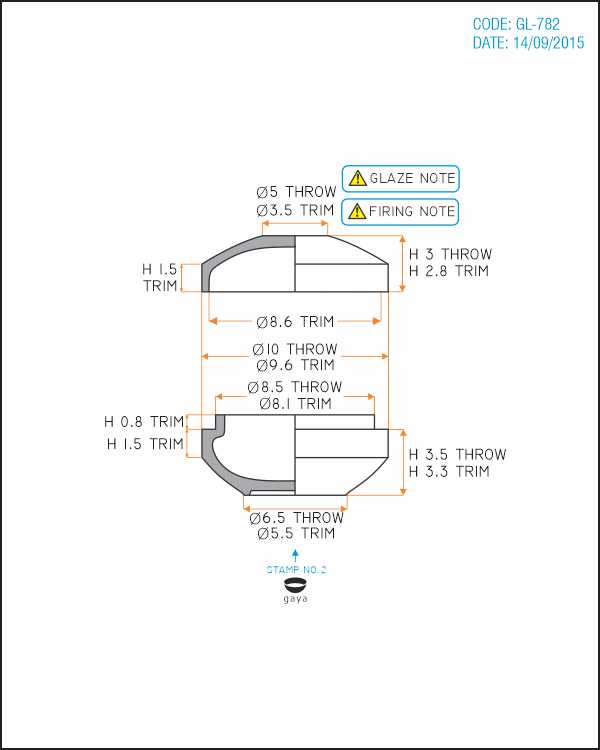 CODE: GL-782
DATE: 14/09/2015
GLAZE NOTE
FIRING NOTE
Ø5 THROW
Ø3.5 TRIM
H 3 THROW
H 2.8 TRIM
H 1.5
TRIM
Ø8.6 TRIM
Ø10 THROW
Ø9.6 TRIM
Ø8.5 THROW
Ø8.1 TRIM
H 0.8 TRIM
H 1.5 TRIM
H 3.5 THROW
H 3.3 TRIM
Ø6.5 THROW
Ø5.5 TRIM
STAMP NO. 2
gaya